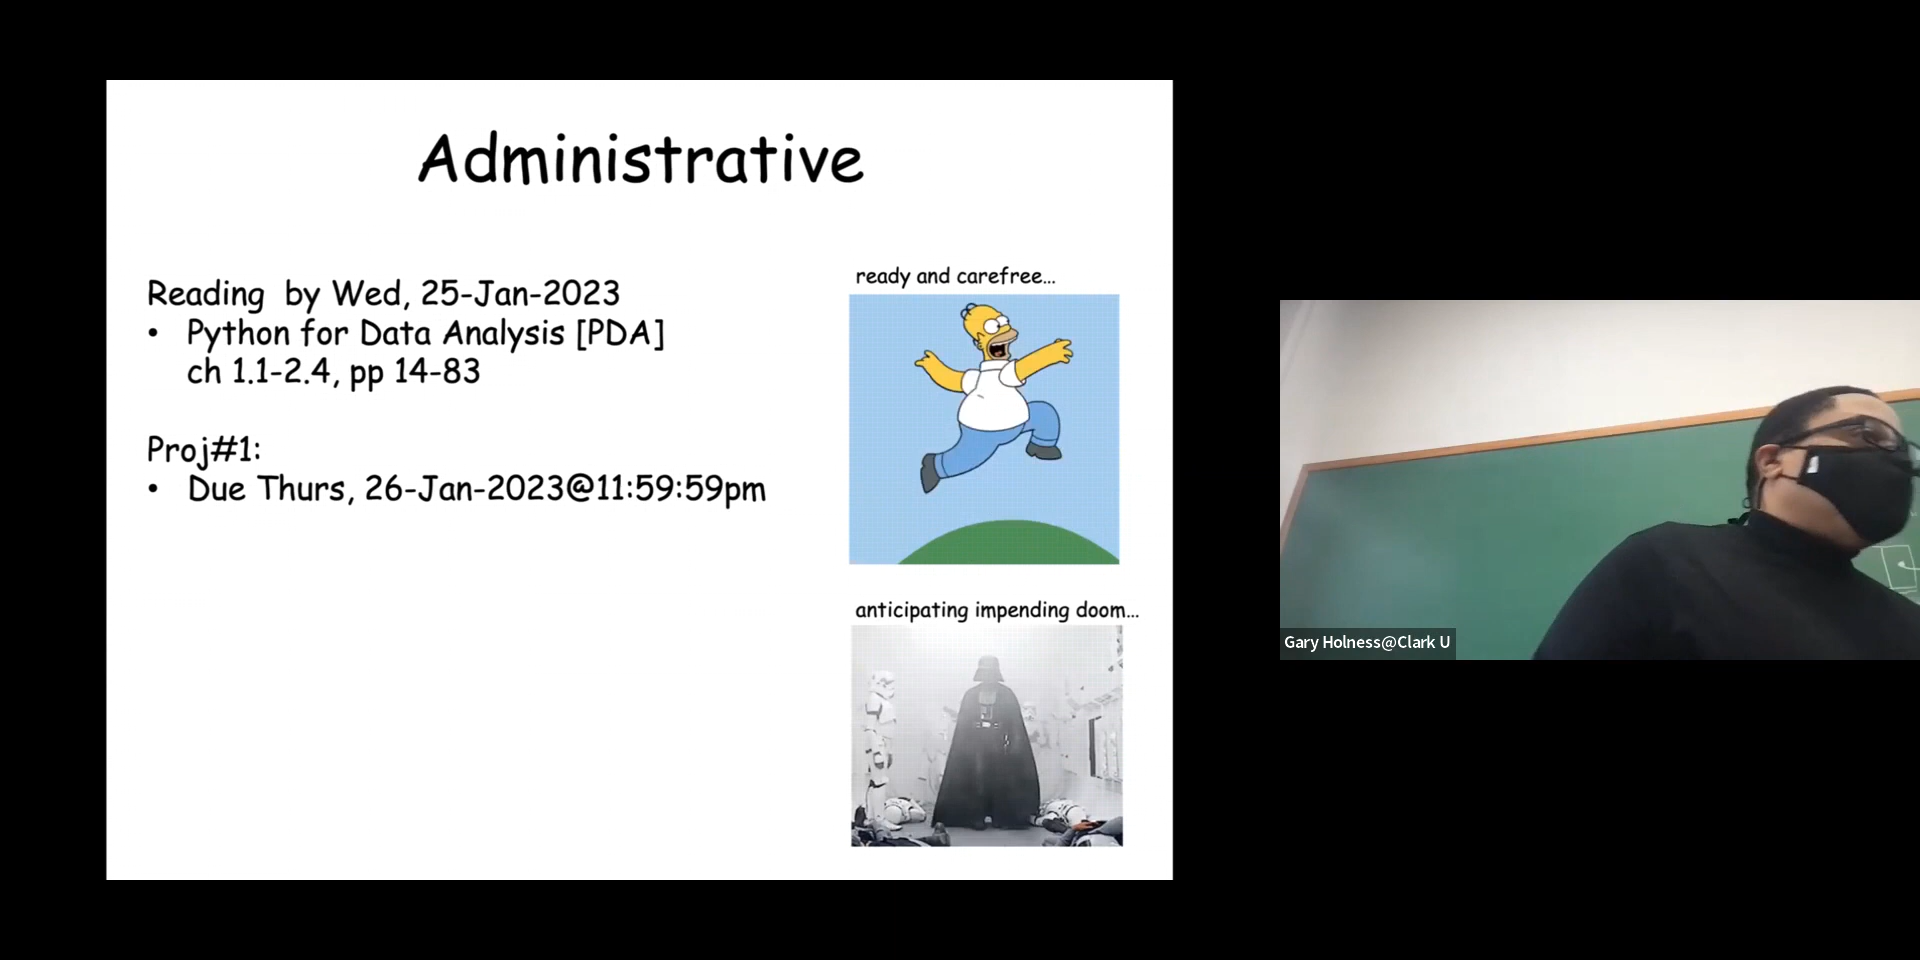 Administrative
Reading by Wed, 25-Jan-2023
• Python for Data Analysis [PDA]
ch 1.1-2.4, pp 14-83
Proj#1:
• Due Thurs, 26-Jan-2023@11:59:59pm
ready and carefree...
anticipating impending doom...
Gary Holness@Clark U